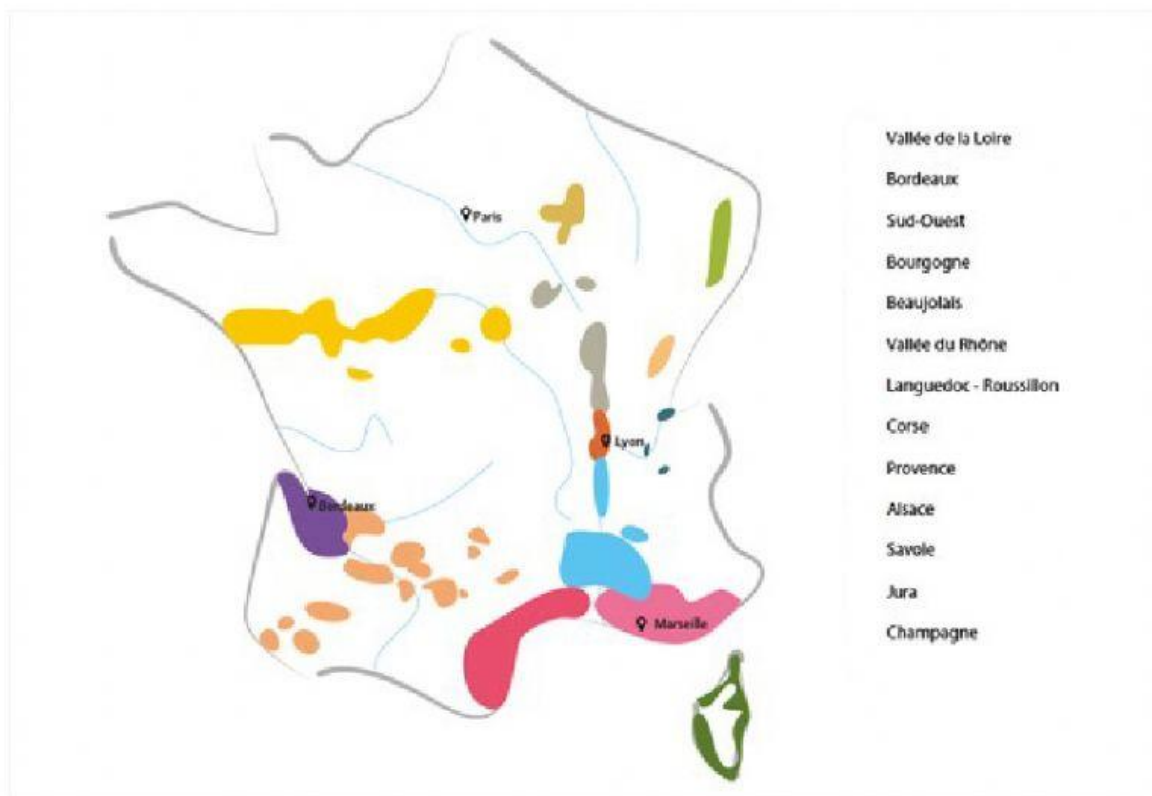 Paris
Lyon
Bordeaux
Marseille
Vallée de la Loire
Bordeaux
Sud-Ouest
Bourgogne
Beaujolais
Vallée du Rhône
Languedoc - Roussillon
Corse
Provence
Alsace
Savoie
Jura
Champagne